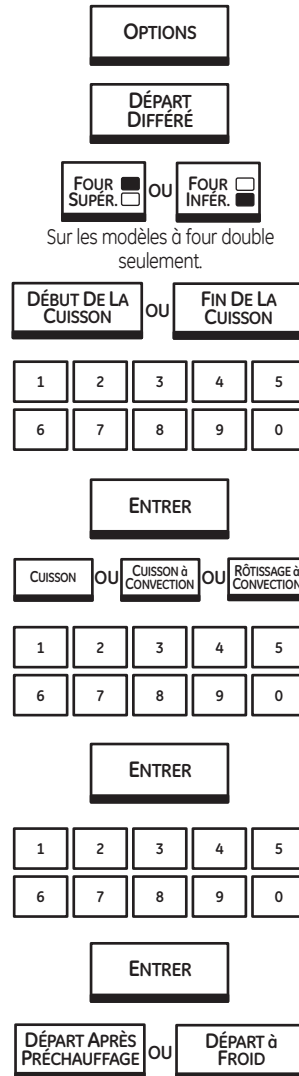 OPTIONS
DÉPART
DIFFÉRÉ
FOUR
SUPÉR.
OU
FOUR
INFÉR.
Sur les modèles à four double
seulement.
DÉBUT DE LA
CUISSON
OU
FIN DE LA
CUISSON
1 2 3 4 5
6 7 8 9 0
ENTRER
CUISSON
OU
CUISSON à
CONVECTION
OU
RÔTISSAGE à
CONVECTION
1 2 3 4 5
6 7 8 9 0
ENTRER
1 2 3 4 5
6 7 8 9 0
ENTRER
DÉPART APRÈS
PRÉCHAUFFAGE
OU
DÉPART à
FROID